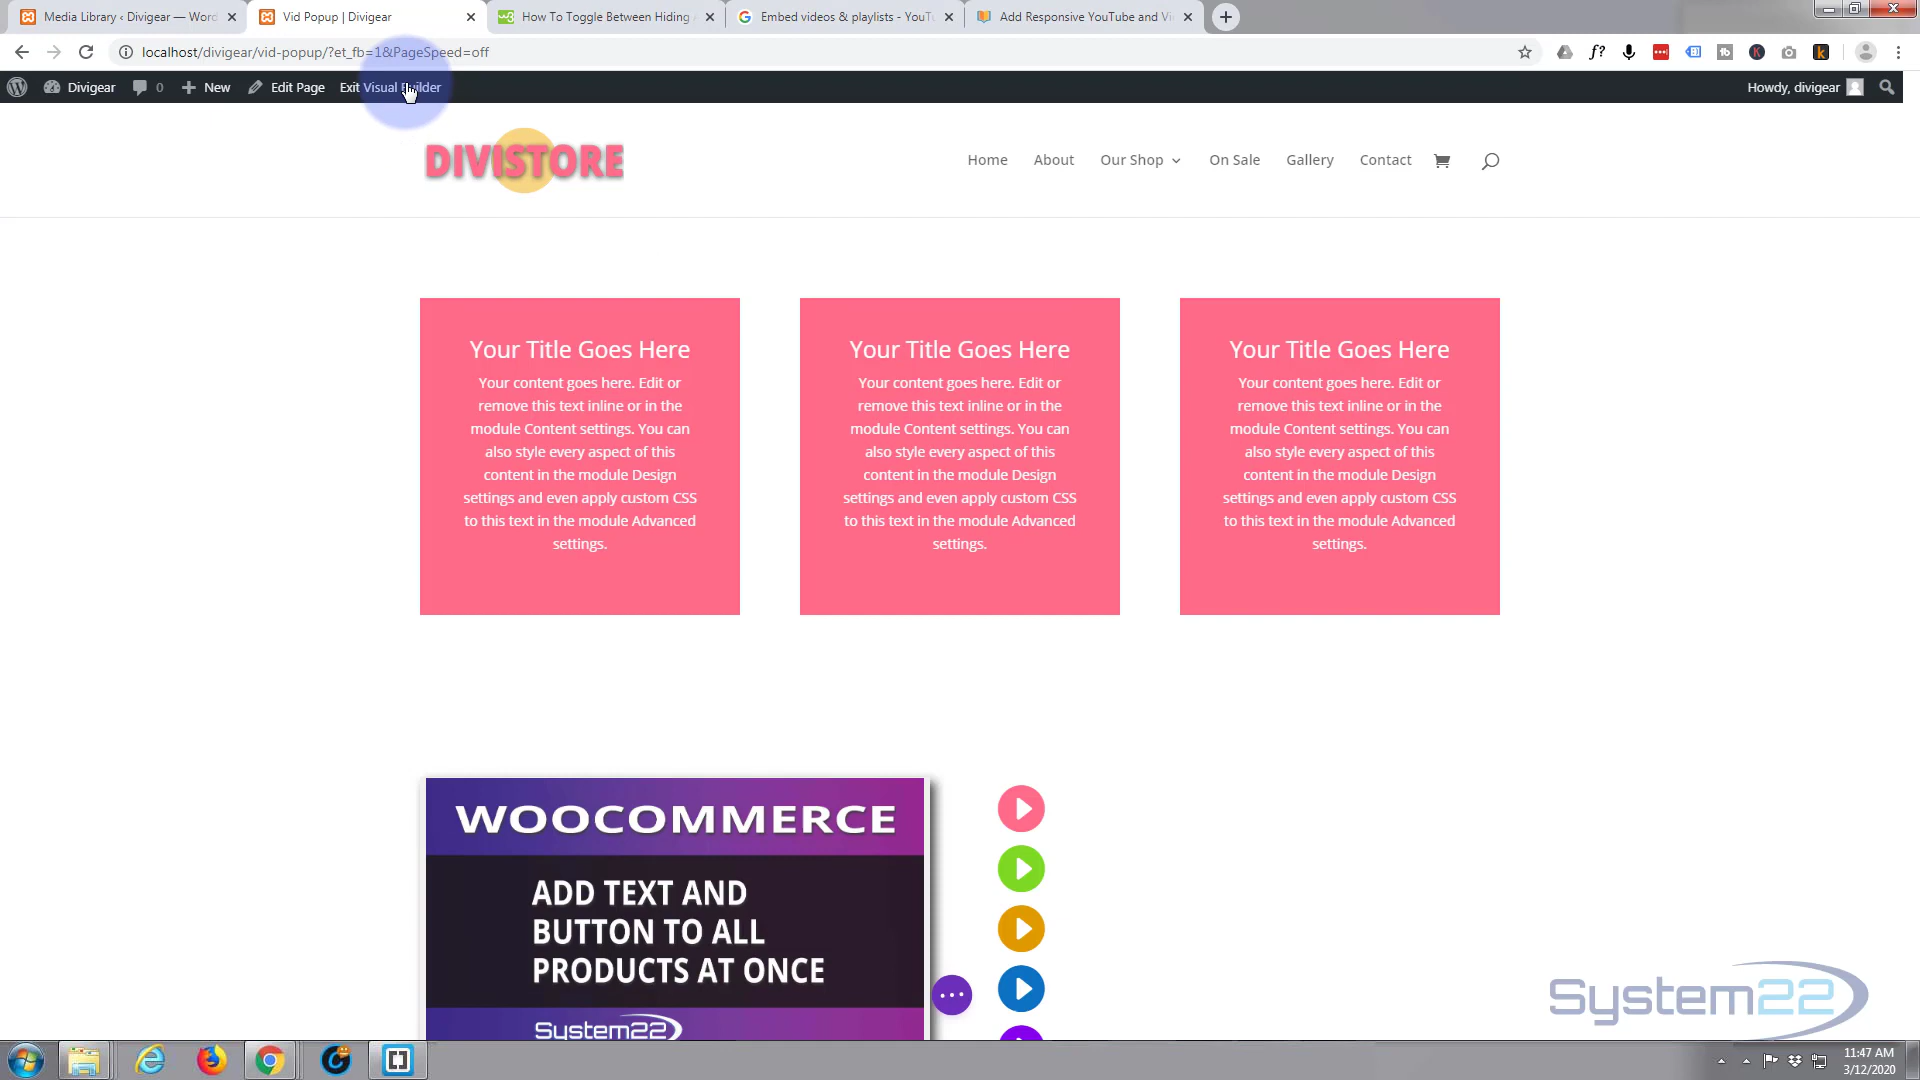 Media Library ‹ Divigear — Word
Vid Popup | Divigear
How To Toggle Between Hiding
Embed videos & playlists - YouTu
Add Responsive YouTube and Vi
localhost/divigear/vid-popup/?et_fb=1&PageSpeed=off
Divigear
0
New
Edit Page
Exit Visual Builder
Howdy, divigear
DIVISTORE
Home
About
Our Shop
On Sale
Gallery
Contact
Your Title Goes Here
Your content goes here. Edit or
remove this text inline or in the
module Content settings. You can
also style every aspect of this
content in the module Design
settings and even apply custom CSS
to this text in the module Advanced
settings.
Your Title Goes Here
Your content goes here. Edit or
remove this text inline or in the
module Content settings. You can
also style every aspect of this
content in the module Design
settings and even apply custom CSS
to this text in the module Advanced
settings.
Your Title Goes Here
Your content goes here. Edit or
remove this text inline or in the
module Content settings. You can
also style every aspect of this
content in the module Design
settings and even apply custom CSS
to this text in the module Advanced
settings.
WOOCOMMERCE
ADD TEXT AND
BUTTON TO ALL
PRODUCTS AT ONCE
System22
System22
11:47 AM
3/12/2020